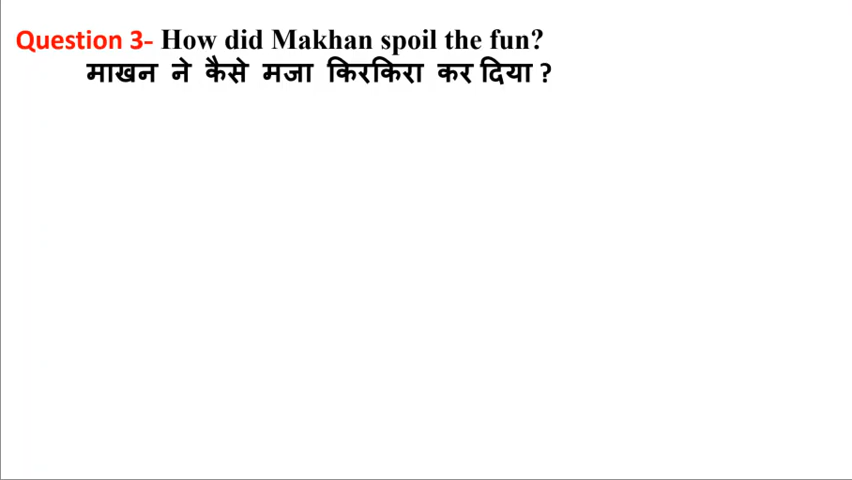 Question 3- How did Makhan spoil the fun?
माखन ने कैसे मजा किरकिरा कर दिया ?